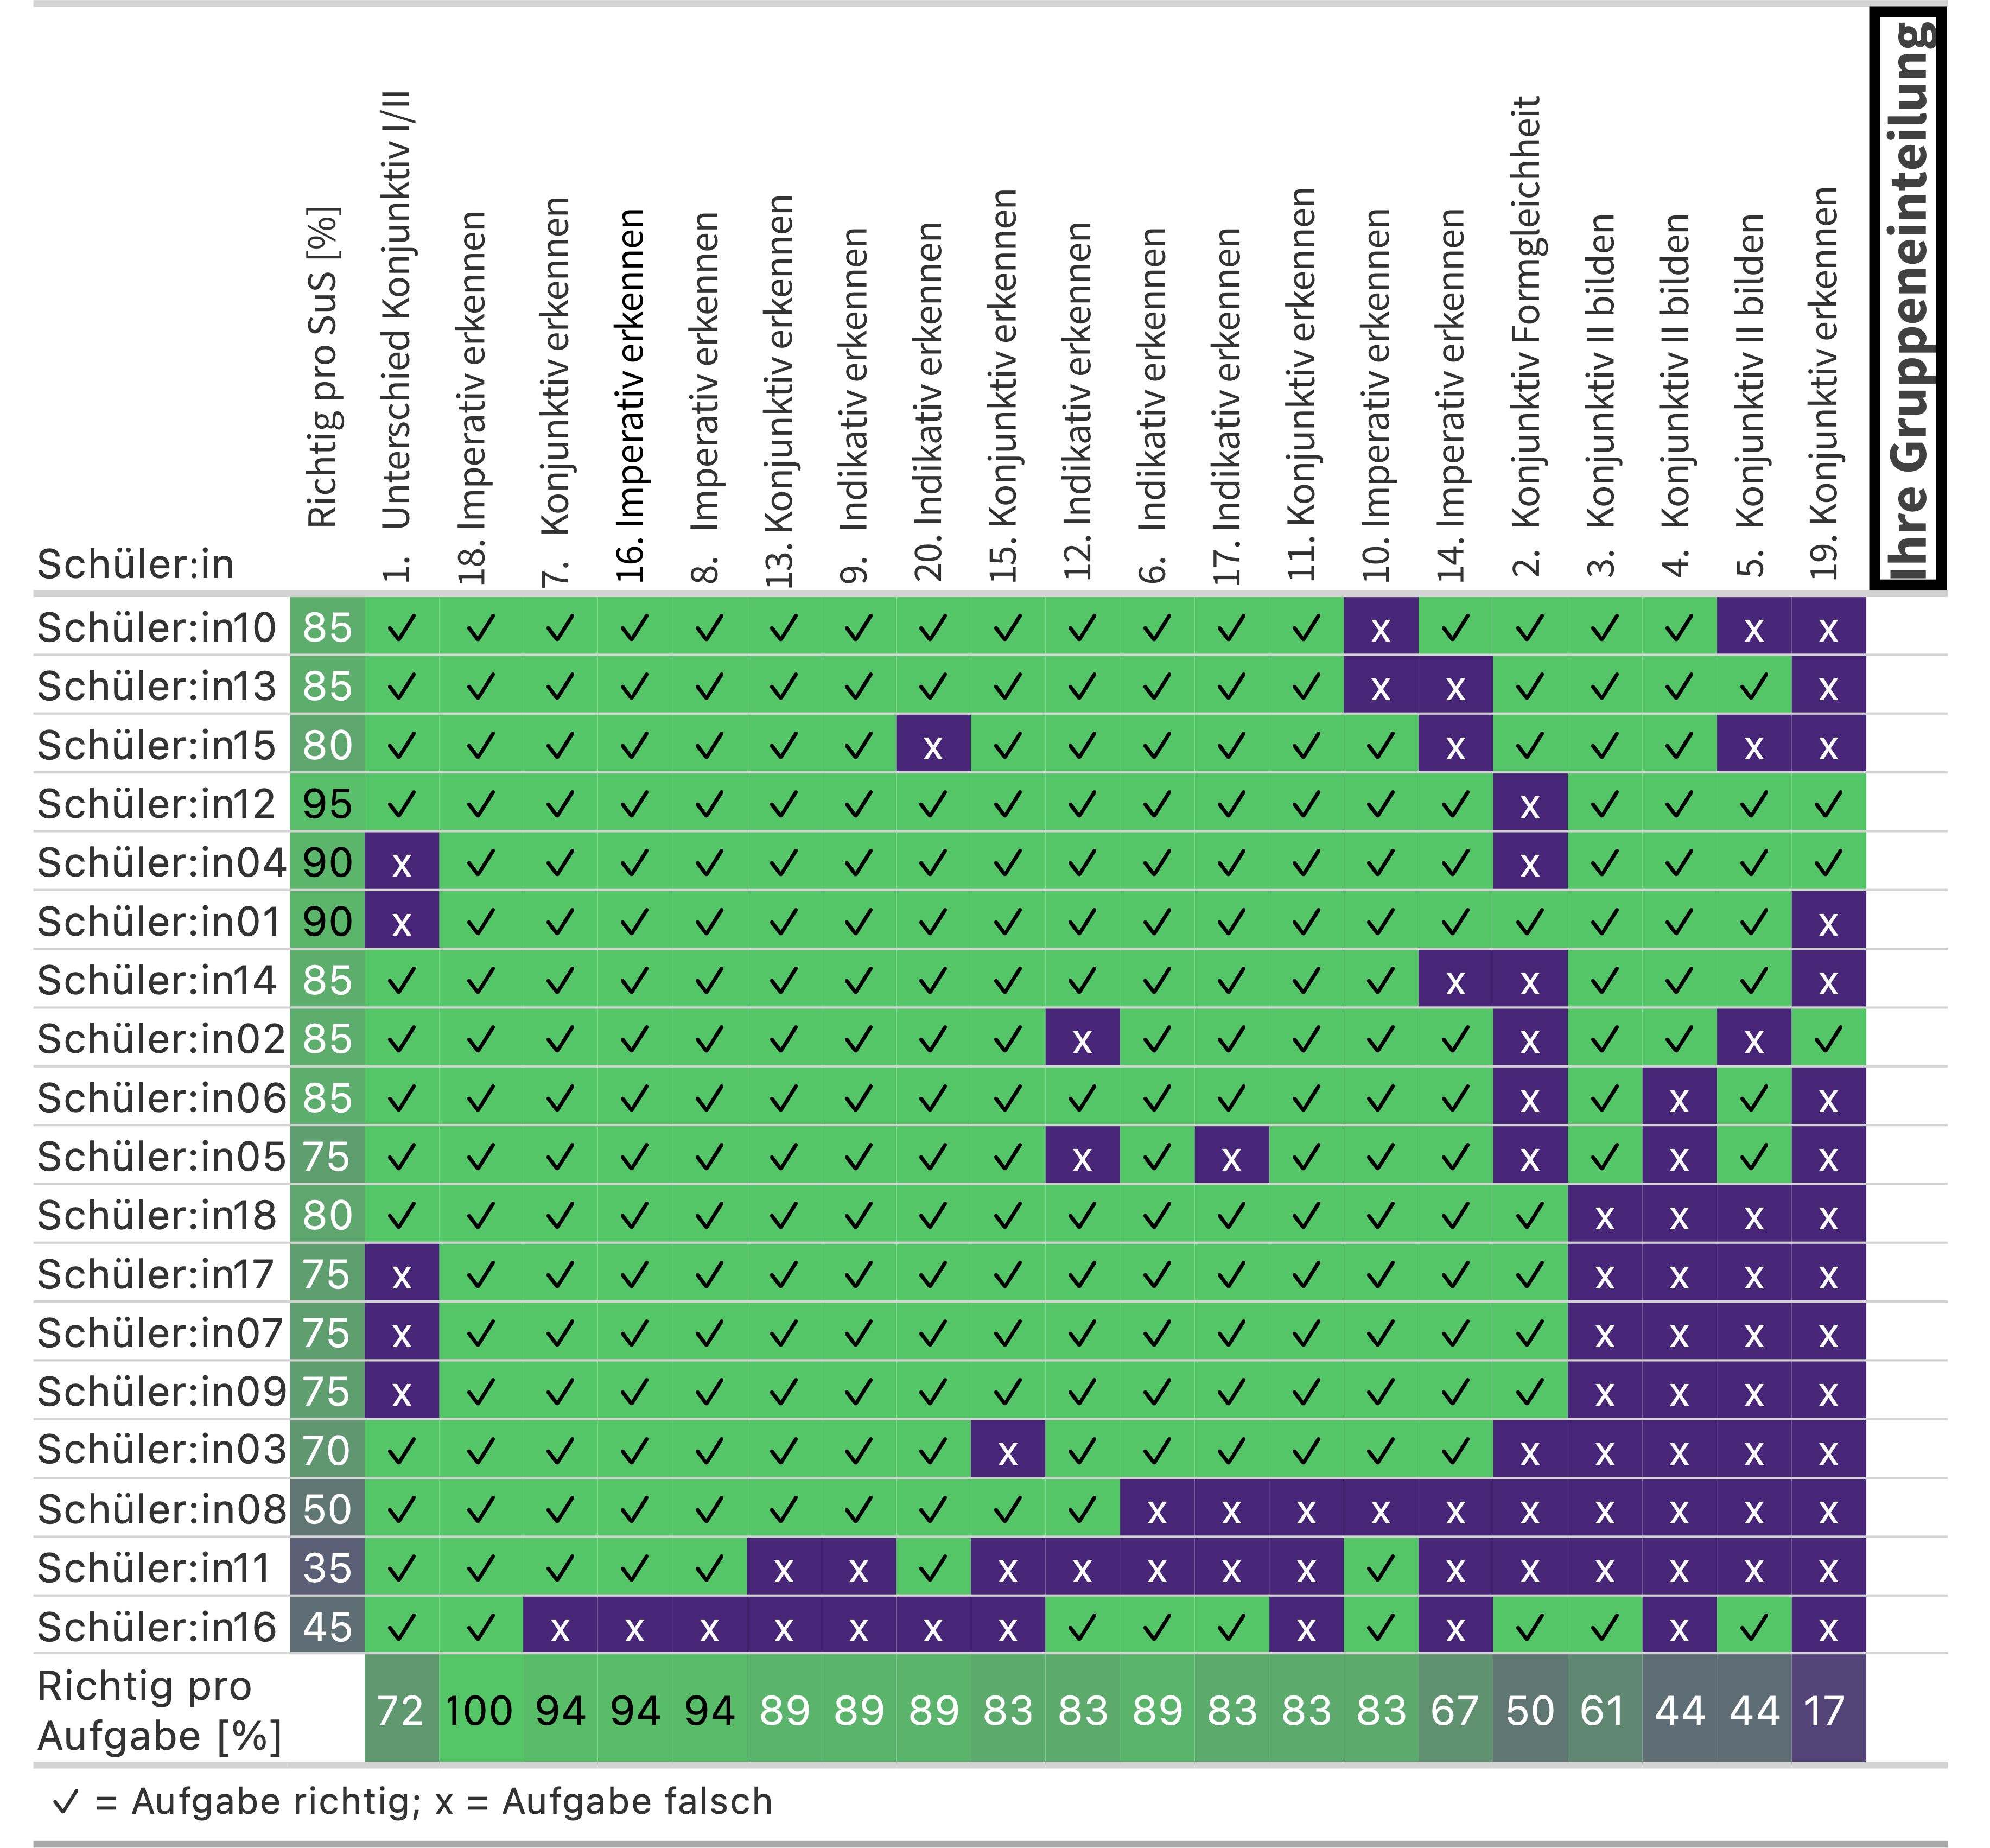 Schüler:in Richtig pro SuS [%] 1. Unterschied Konjunktiv I/II 18. Imperativ erkennen 7. Konjunktiv erkennen 16. Imperativ erkennen 8. Imperativ erkennen 13. Konjunktiv erkennen 9. Indikativ erkennen 20. Indikativ erkennen 15. Konjunktiv erkennen 12. Indikativ erkennen 6. Indikativ erkennen 17. Indikativ erkennen 11. Konjunktiv erkennen 10. Imperativ erkennen 14. Imperativ erkennen 2. Konjunktiv Formgleichheit 3. Konjunktiv III bilden 4. Konjunktiv III bilden 5. Konjunktiv III bilden 19. Konjunktiv erkennen Ihre Gruppeneinteilung
Schüler:in10 85 ✓ ✓ ✓ ✓ ✓ ✓ ✓ ✓ ✓ ✓ ✓ ✓ ✓ x ✓ ✓ ✓ ✓ x x
Schüler:in13 85 ✓ ✓ ✓ ✓ ✓ ✓ ✓ ✓ ✓ ✓ ✓ ✓ ✓ x x ✓ ✓ ✓ ✓ x
Schüler:in15 80 ✓ ✓ ✓ ✓ ✓ ✓ ✓ x ✓ ✓ ✓ ✓ ✓ ✓ x ✓ ✓ ✓ x x
Schüler:in12 95 ✓ ✓ ✓ ✓ ✓ ✓ ✓ ✓ ✓ ✓ ✓ ✓ ✓ ✓ ✓ x ✓ ✓ ✓ ✓
Schüler:in04 90 x ✓ ✓ ✓ ✓ ✓ ✓ ✓ ✓ ✓ ✓ ✓ ✓ ✓ ✓ x ✓ ✓ ✓ ✓
Schüler:in01 90 x ✓ ✓ ✓ ✓ ✓ ✓ ✓ ✓ ✓ ✓ ✓ ✓ ✓ ✓ ✓ ✓ ✓ ✓ x
Schüler:in14 85 ✓ ✓ ✓ ✓ ✓ ✓ ✓ ✓ ✓ ✓ ✓ ✓ ✓ ✓ x x ✓ ✓ ✓ x
Schüler:in02 85 ✓ ✓ ✓ ✓ ✓ ✓ ✓ ✓ ✓ x ✓ ✓ ✓ ✓ ✓ x ✓ ✓ x ✓
Schüler:in06 85 ✓ ✓ ✓ ✓ ✓ ✓ ✓ ✓ ✓ ✓ ✓ ✓ ✓ ✓ ✓ x ✓ x ✓ x
Schüler:in05 75 ✓ ✓ ✓ ✓ ✓ ✓ ✓ ✓ ✓ x ✓ x ✓ ✓ ✓ x ✓ x ✓ x
Schüler:in18 80 ✓ ✓ ✓ ✓ ✓ ✓ ✓ ✓ ✓ ✓ ✓ ✓ ✓ ✓ ✓ ✓ x x x x
Schüler:in17 75 x ✓ ✓ ✓ ✓ ✓ ✓ ✓ ✓ ✓ ✓ ✓ ✓ ✓ ✓ ✓ x x x x
Schüler:in07 75 x ✓ ✓ ✓ ✓ ✓ ✓ ✓ ✓ ✓ ✓ ✓ ✓ ✓ ✓ ✓ x x x x
Schüler:in09 75 x ✓ ✓ ✓ ✓ ✓ ✓ ✓ ✓ ✓ ✓ ✓ ✓ ✓ ✓ ✓ x x x x
Schüler:in03 70 ✓ ✓ ✓ ✓ ✓ ✓ ✓ ✓ x ✓ ✓ ✓ ✓ ✓ ✓ x x x x x
Schüler:in08 50 ✓ ✓ ✓ ✓ ✓ ✓ ✓ ✓ ✓ ✓ x x x x x x x x x x
Schüler:in11 35 ✓ ✓ ✓ ✓ ✓ x x ✓ x x x x x ✓ x x x x x x
Schüler:in16 45 ✓ ✓ x x x x x x x ✓ ✓ ✓ x ✓ x ✓ ✓ x ✓ x
Richtig pro
Aufgabe [%] 72 100 94 94 94 89 89 89 83 83 89 83 83 83 67 50 61 44 44 17
✓ = Aufgabe richtig; x = Aufgabe falsch